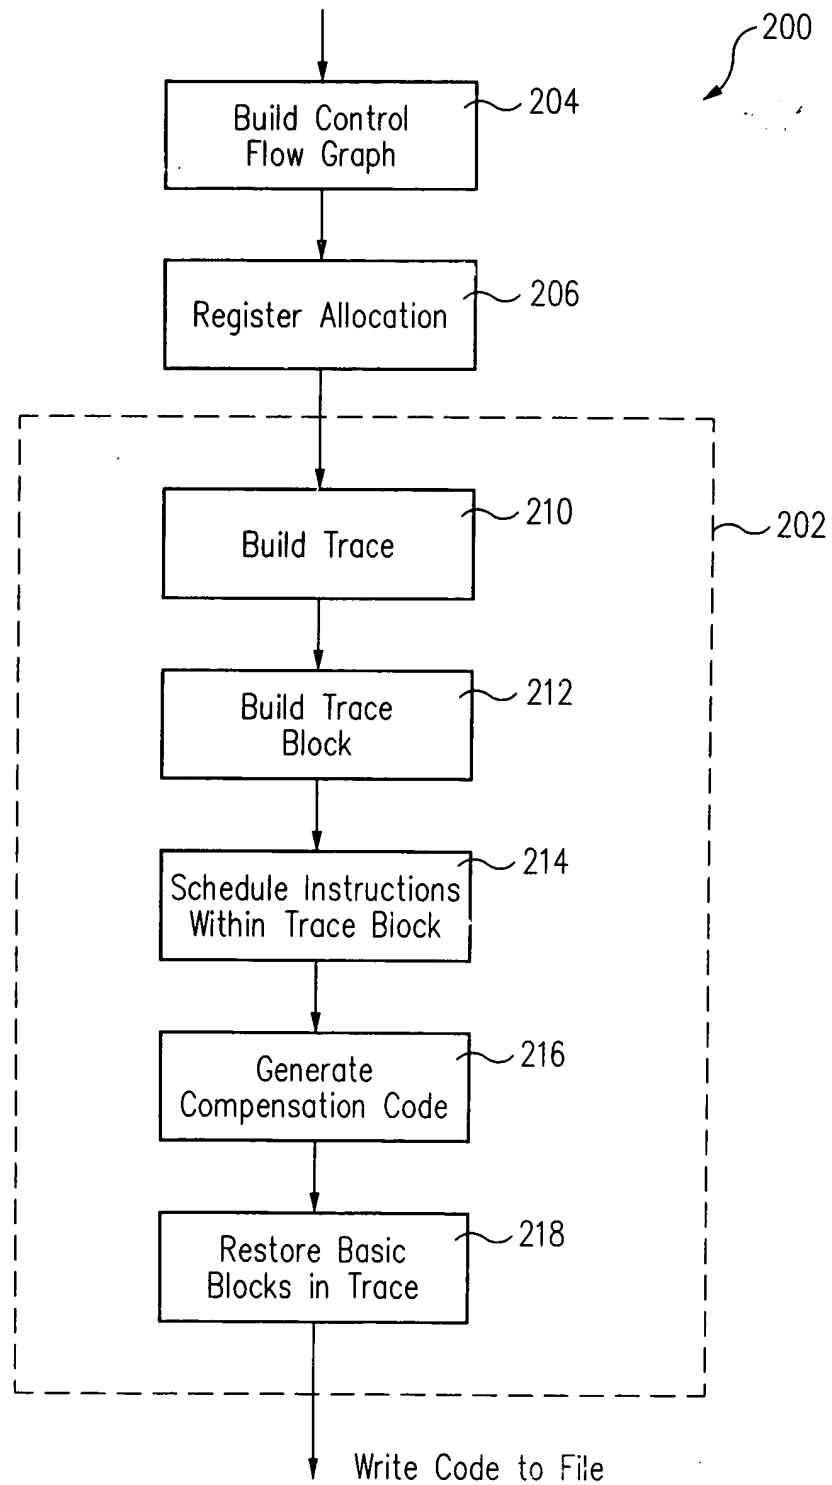 200
Build Control
Flow Graph
204
Register Allocation
206
Build Trace
210
202
Build Trace
Block
212
Schedule Instructions
Within Trace Block
214
Generate
Compensation Code
216
Restore Basic
Blocks in Trace
218
Write Code to File